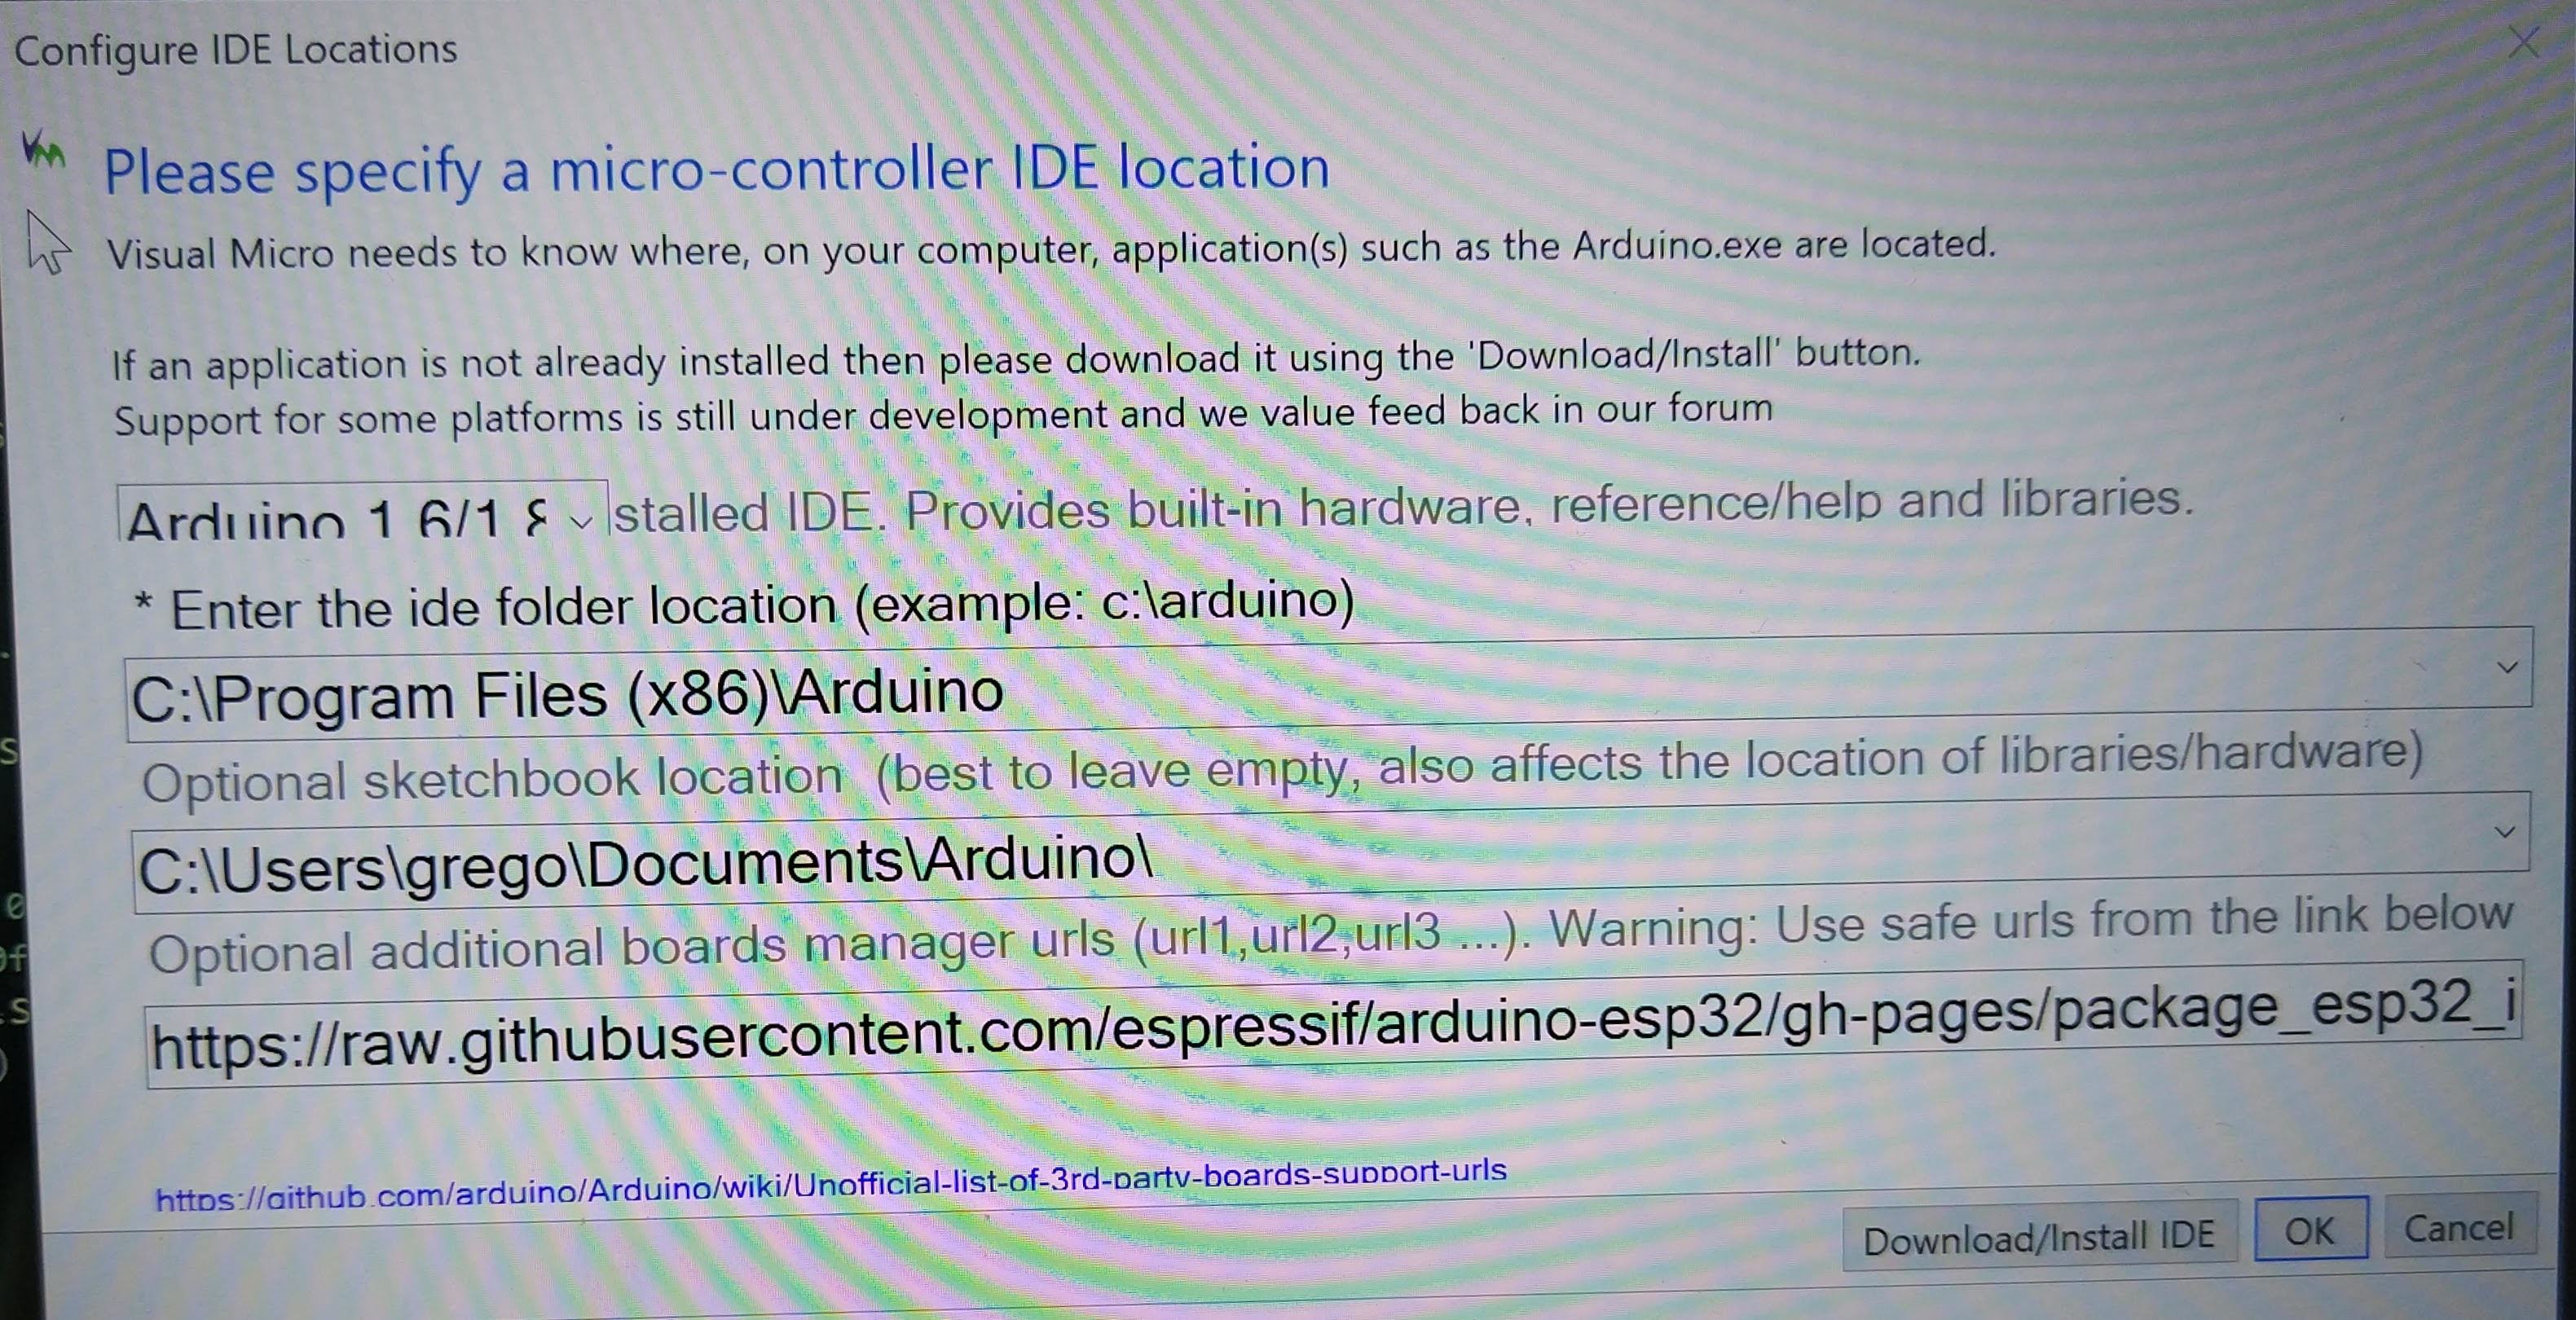 Configure IDE Locations
Please specify a micro-controller IDE location
Visual Micro needs to know where, on your computer, application(s) such as the Arduino.exe are located.
If an application is not already installed then please download it using the 'Download/Install' button.
Support for some platforms is still under development and we value feed back in our forum
Arduino 1 6/1 8 stalled IDE. Provides built-in hardware, reference/help and libraries.
* Enter the ide folder location (example: c:\arduino)
C:\Program Files (x86)\Arduino
Optional sketchbook location (best to leave empty, also affects the location of libraries/hardware)
C:\Users\grego\Documents\Arduino\
Optional additional boards manager urls (url1,url2,url3 ...). Warning: Use safe urls from the link below
https://raw.githubusercontent.com/espressif/arduino-esp32/gh-pages/package_esp32_i
https://github.com/arduino/Arduino/wiki/Unofficial-list-of-3rd-party-boards-support-urls
Download/Install IDE OK Cancel